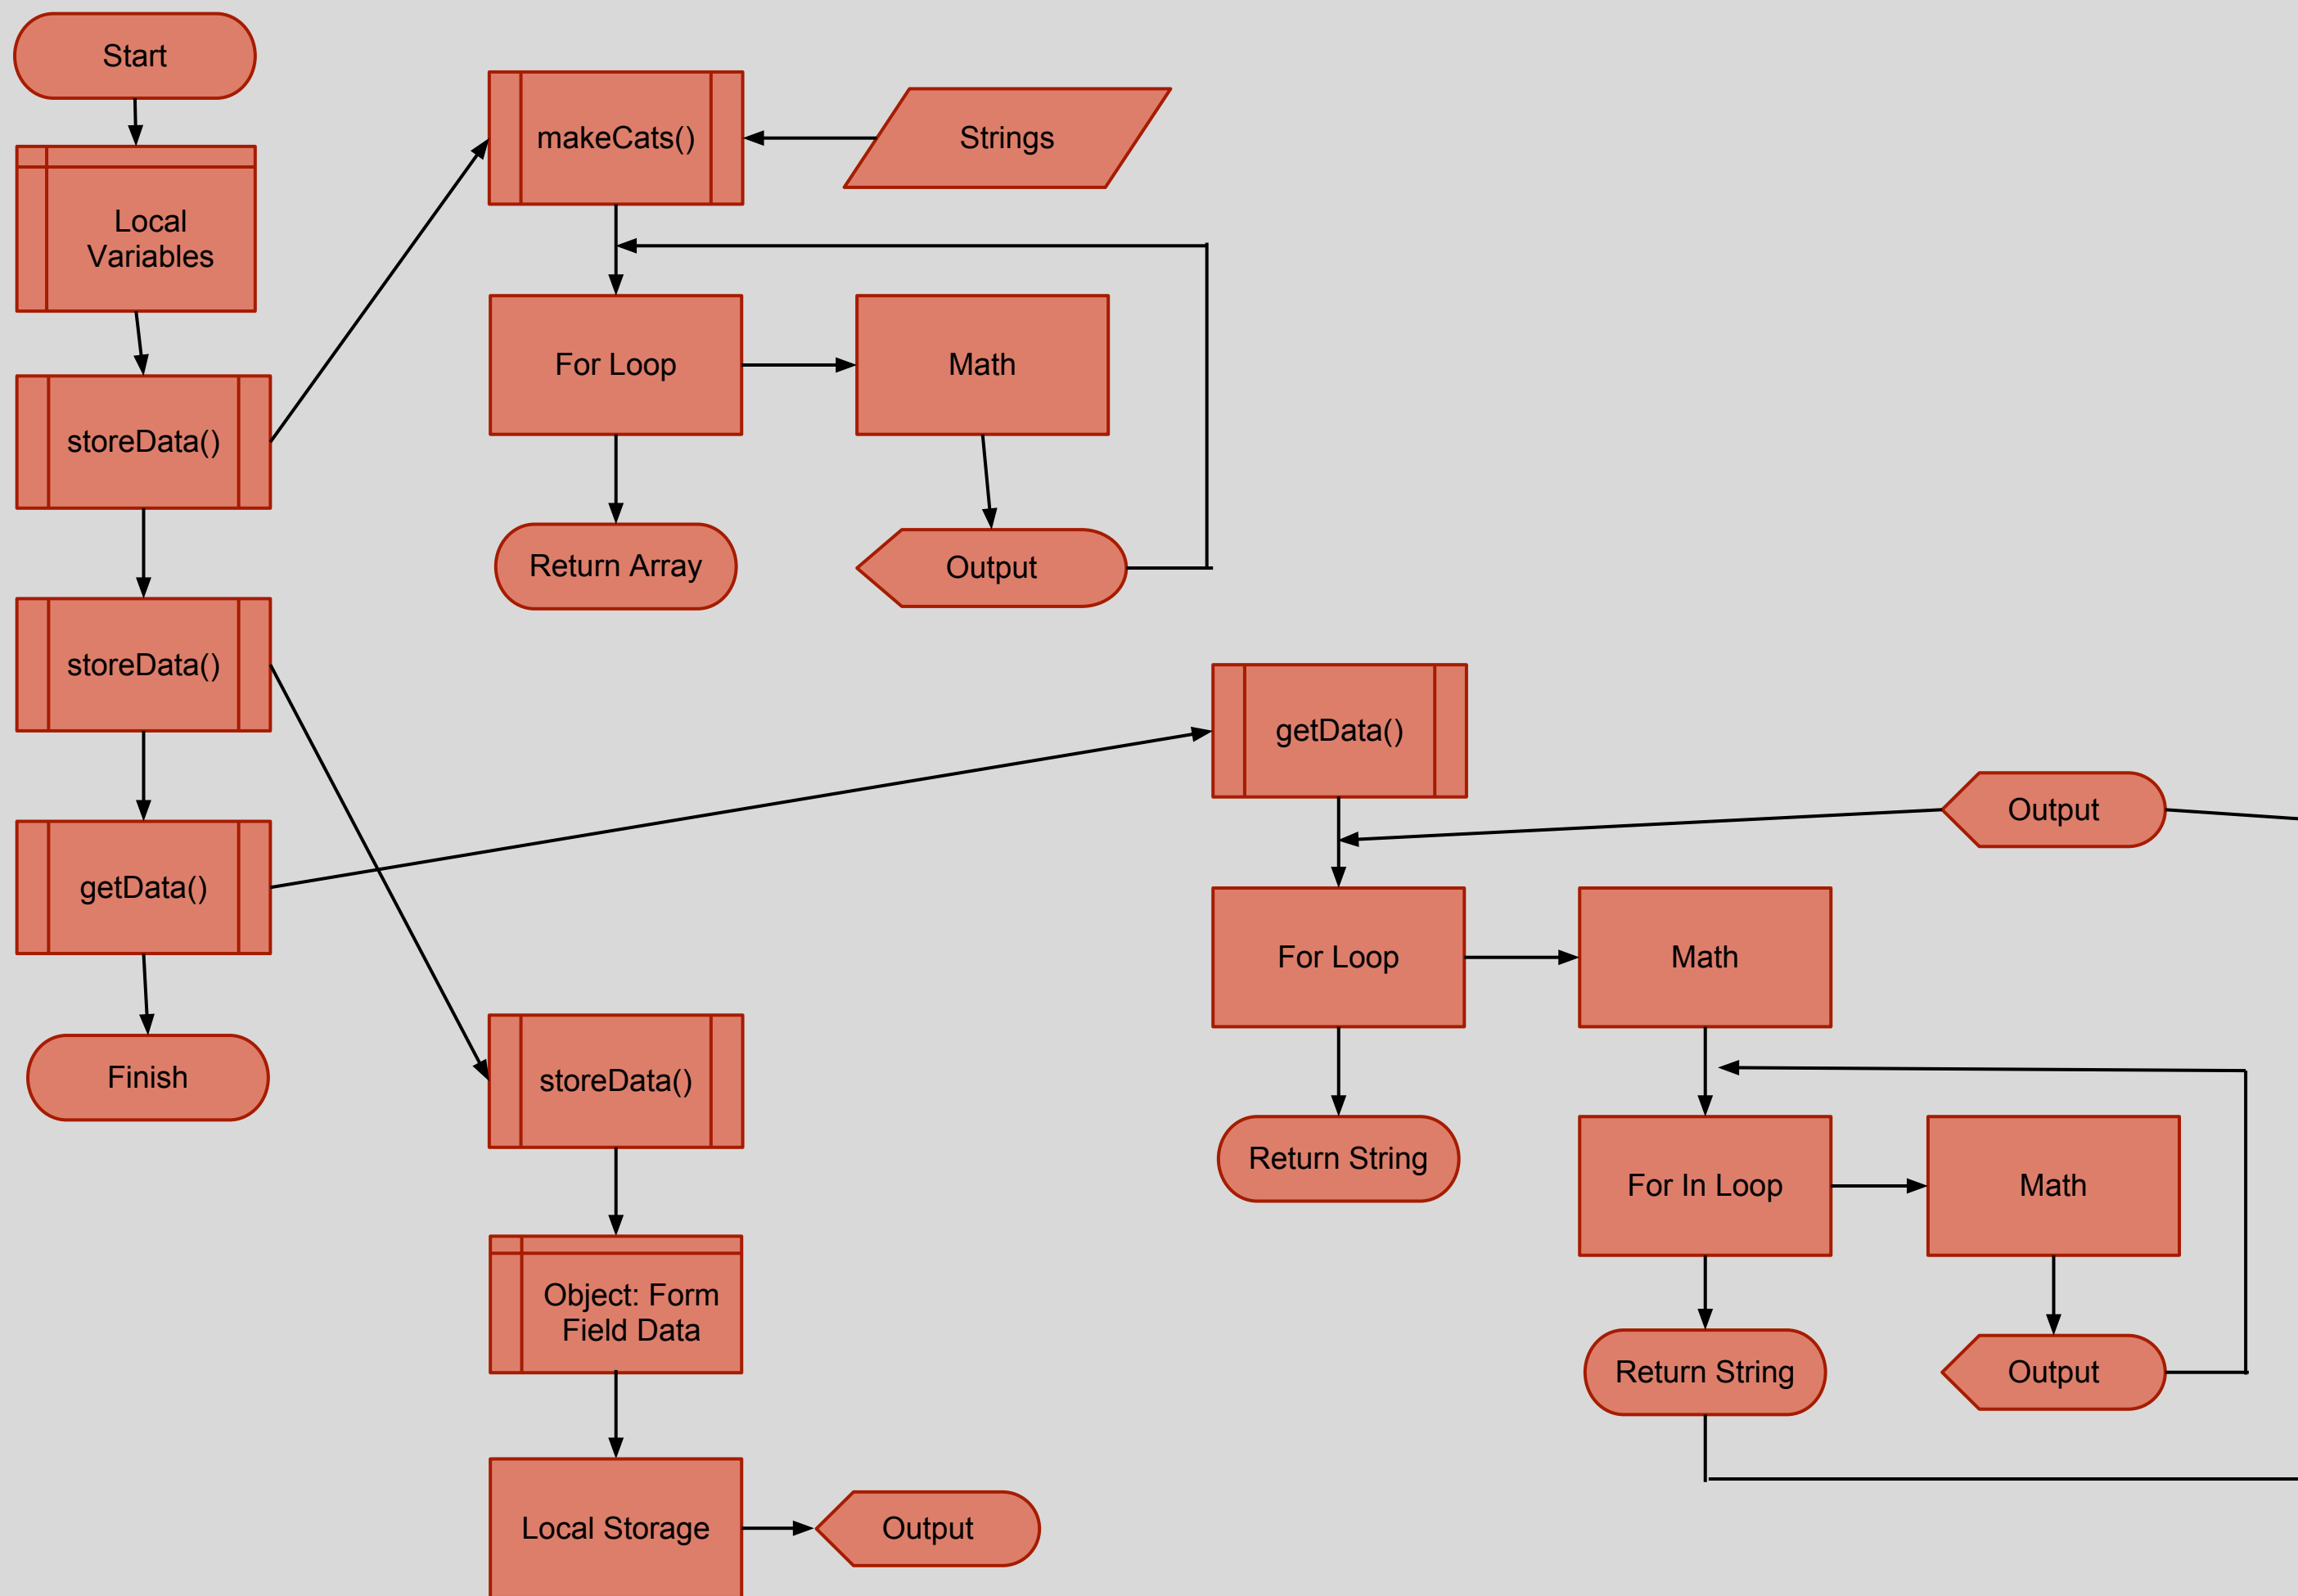 Start
Local
Variables
storeData()
storeData()
getData()
Finish
makeCats()
Strings
For Loop
Math
Return Array
Output
storeData()
Object: Form
Field Data
Local Storage
Output
getData()
Output
For Loop
Math
Return String
For In Loop
Math
Return String
Output